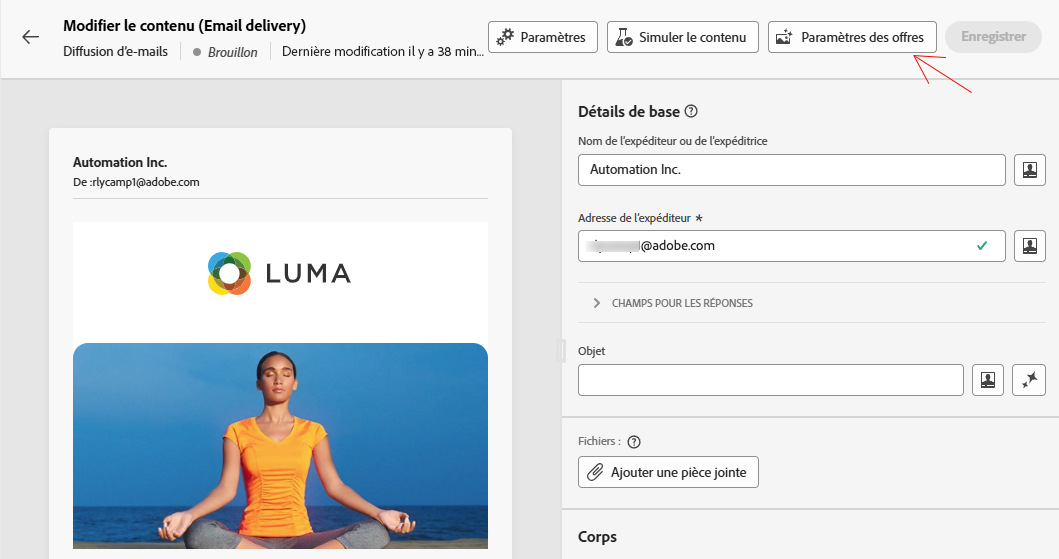 Modifier le contenu (Email delivery)
Diffusion d'e-mails
Brouillon
Dernière modification il y a 38 min...
Paramètres
Simuler le contenu
Paramètres des offres
Enregistrer
Automation Inc.
De :rlycamp1@adobe.com
LUMA
Détails de base
Nom de l'expéditeur ou de l'expéditrice
Automation Inc.
Adresse de l'expéditeur *
@adobe.com
CHAMPS POUR LES RÉPONSES
Objet
Fichiers :
Ajouter une pièce jointe
Corps